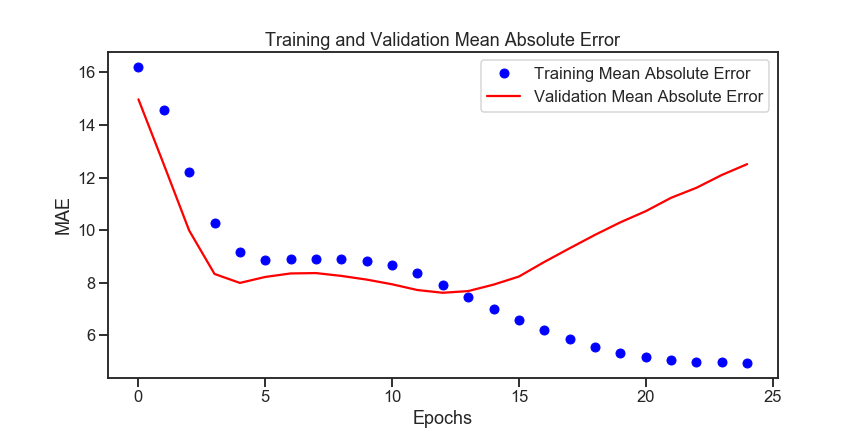 Training and Validation Mean Absolute Error
Training Mean Absolute Error
Validation Mean Absolute Error
MAE
16
14
12
10
8
6
0 5 10 15 20 25
Epochs